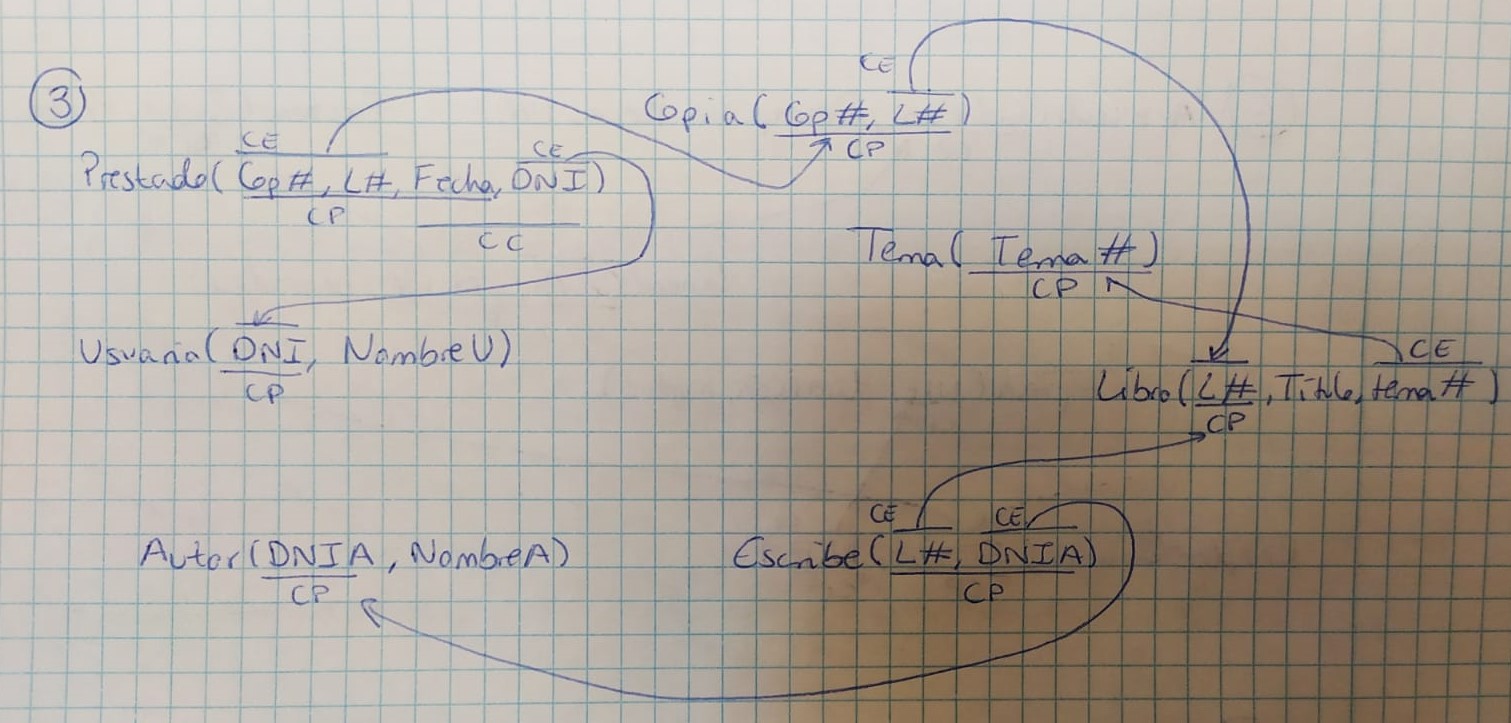 3
CE
Copia( Cop#, L#)
CP
CE CE
Prestado( Cop#, L#, Fecha, DNI)
CP
CC
Tema( Tema #)
CP
Usuario( DNI, NombreU)
CP
CE
Libro( L#, Título, tema#)
CP
CE CE
Autor(DNIA, NombreA)
CP
Escribe( L#, DNIA)
CP